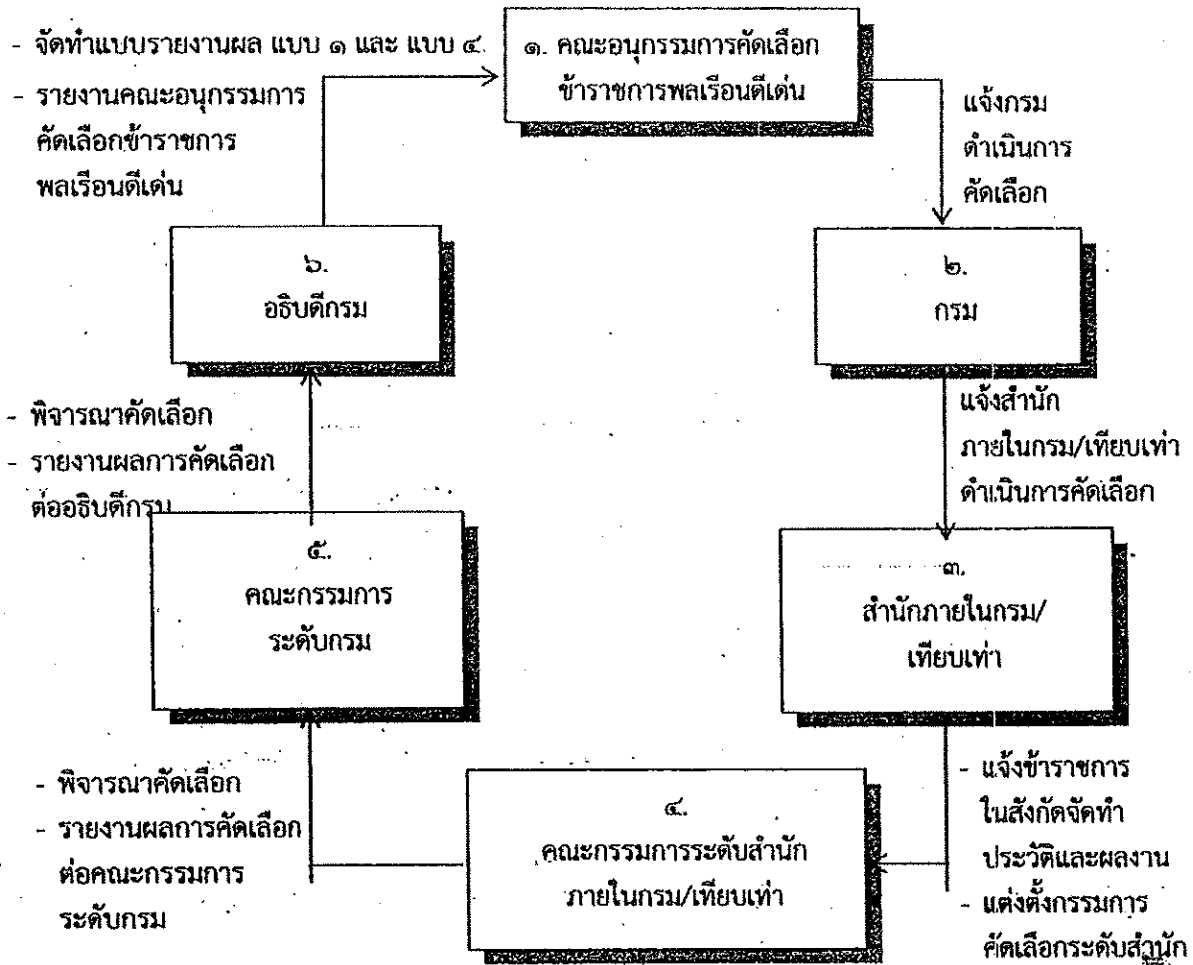 - จัดทำแบบรายงานผล แบบ ๑ และ แบบ ๔
- รายงานคณะอนุกรรมการ
คัดเลือกข้าราชการ
พลเรือนดีเด่น
๑. คณะอนุกรรมการคัดเลือก
ข้าราชการพลเรือนดีเด่น
แจ้งกรม
ดำเนินการ
คัดเลือก
๒.
กรม
แจ้งสำนัก
ภายในกรม/เทียบเท่า
ดำเนินการคัดเลือก
๓.
สำนักภายในกรม/
เทียบเท่า
- แจ้งข้าราชการ
ในสังกัดจัดทำ
ประวัติและผลงาน
- แต่งตั้งกรรมการ
คัดเลือกระดับสำนัก
๔.
คณะกรรมการระดับสำนัก
ภายในกรม/เทียบเท่า
- พิจารณาคัดเลือก
- รายงานผลการคัดเลือก
ต่อคณะกรรมการ
ระดับกรม
๕.
คณะกรรมการ
ระดับกรม
- พิจารณาคัดเลือก
- รายงานผลการคัดเลือก
ต่ออธิบดีกรม
๖.
อธิบดีกรม